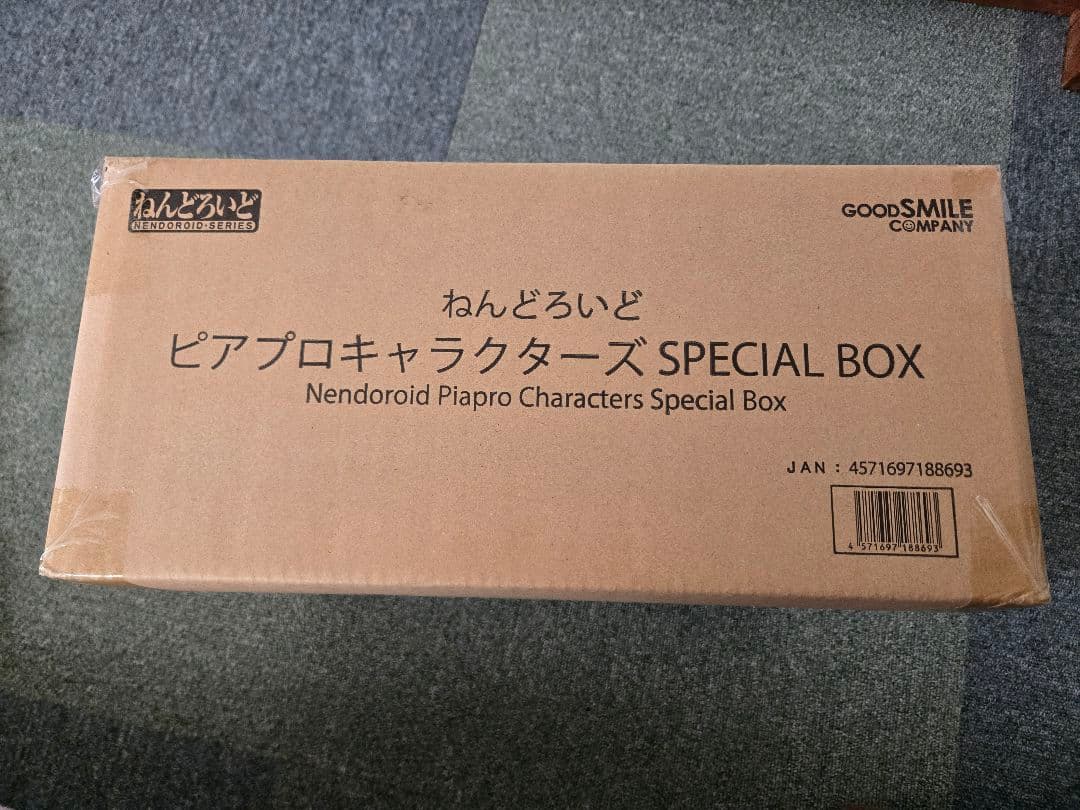 ねんどろいど
NENDOROID・SERIES
GOODSMILE
COMPANY
ねんどろいど
ピアプロキャラクターズ SPECIAL BOX
Nendoroid Piapro Characters Special Box
JAN : 4571697188693
4 571697 188693